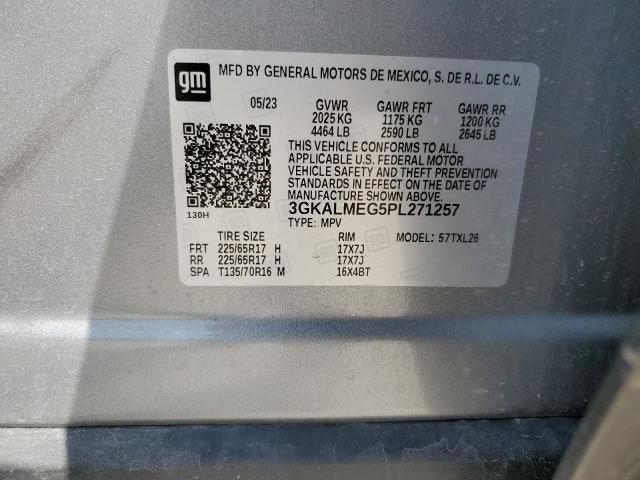 gm MFD BY GENERAL MOTORS DE MEXICO, S. DE R.L. DE C.V.
05/23 GVWR GAWR FRT GAWR RR
2025 KG 1175 KG 1200 KG
4464 LB 2590 LB 2645 LB
THIS VEHICLE CONFORMS TO ALL
APPLICABLE U.S. FEDERAL MOTOR
VEHICLE SAFETY AND THEFT PREVENTION
STANDARDS IN EFFECT ON THE DATE OF
MANUFACTURE SHOWN ABOVE.
130H 3GKALMEG5PL271257
TYPE: MPV
TIRE SIZE RIM MODEL: 57TXL26
FRT 225/65R17 H 17X7J
RR 225/65R17 H 17X7J
SPA T135/70R16 M 16X4BT